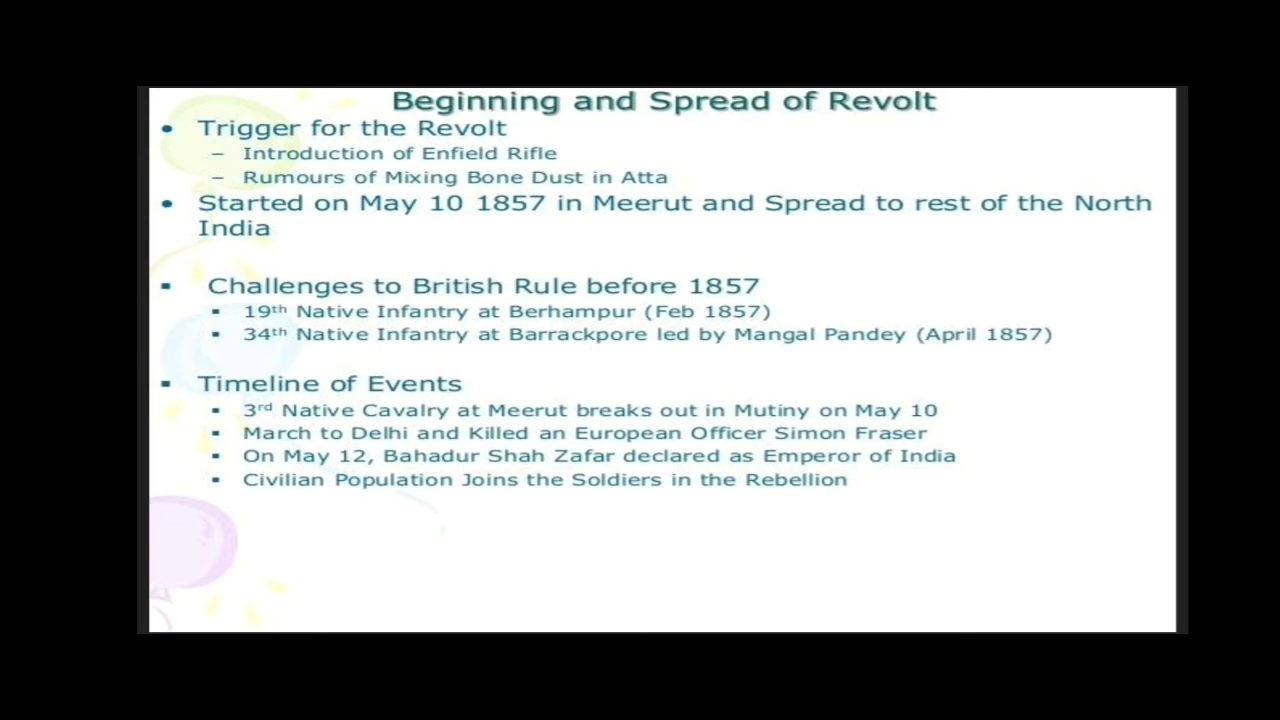 Beginning and Spread of Revolt
• Trigger for the Revolt
– Introduction of Enfield Rifle
– Rumours of Mixing Bone Dust in Atta
• Started on May 10 1857 in Meerut and Spread to rest of the North
India
▪ Challenges to British Rule before 1857
▪ 19th Native Infantry at Berhampur (Feb 1857)
▪ 34th Native Infantry at Barrackpore led by Mangal Pandey (April 1857)
▪ Timeline of Events
▪ 3rd Native Cavalry at Meerut breaks out in Mutiny on May 10
▪ March to Delhi and Killed an European Officer Simon Fraser
▪ On May 12, Bahadur Shah Zafar declared as Emperor of India
▪ Civilian Population Joins the Soldiers in the Rebellion